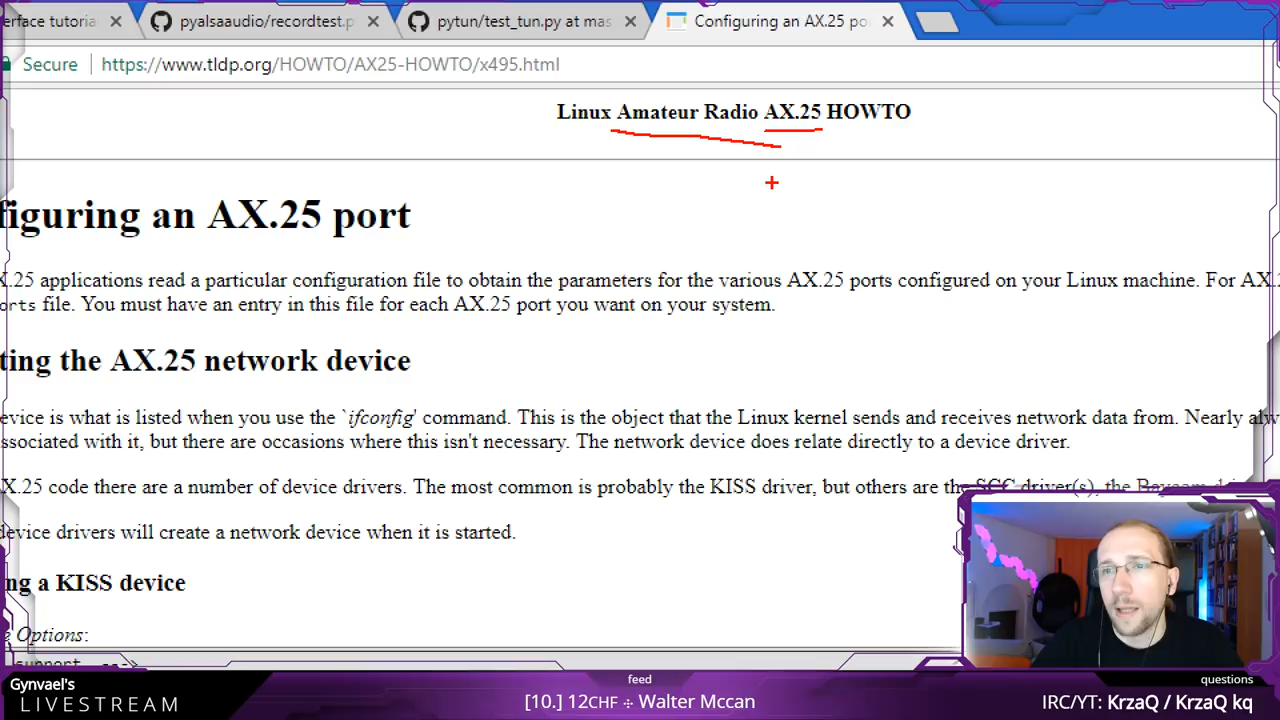 erface tutoria
pyalsaaudio/recordtest.p
pytun/test_tun.py at mas
Configuring an AX.25 po
Secure
https://www.tldp.org/HOWTO/AX25-HOWTO/x495.html
Linux Amateur Radio AX.25 HOWTO
figuring an AX.25 port
X.25 applications read a particular configuration file to obtain the parameters for the various AX.25 ports configured on your Linux machine. For AX.
orts file. You must have an entry in this file for each AX.25 port you want on your system.
ting the AX.25 network device
evice is what is listed when you use the `ifconfig' command. This is the object that the Linux kernel sends and receives network data from. Nearly alw
ssociated with it, but there are occasions where this isn't necessary. The network device does relate directly to a device driver.
X.25 code there are a number of device drivers. The most common is probably the KISS driver, but others are the SCC driver(s), the Baycom
device drivers will create a network device when it is started.
ng a KISS device
e Options:
support --->
Gynvael's
LIVESTREAM
feed
[10.] 12CHF ÷ Walter Mccan
questions
IRC/YT: KrzaQ / KrzaQ kq